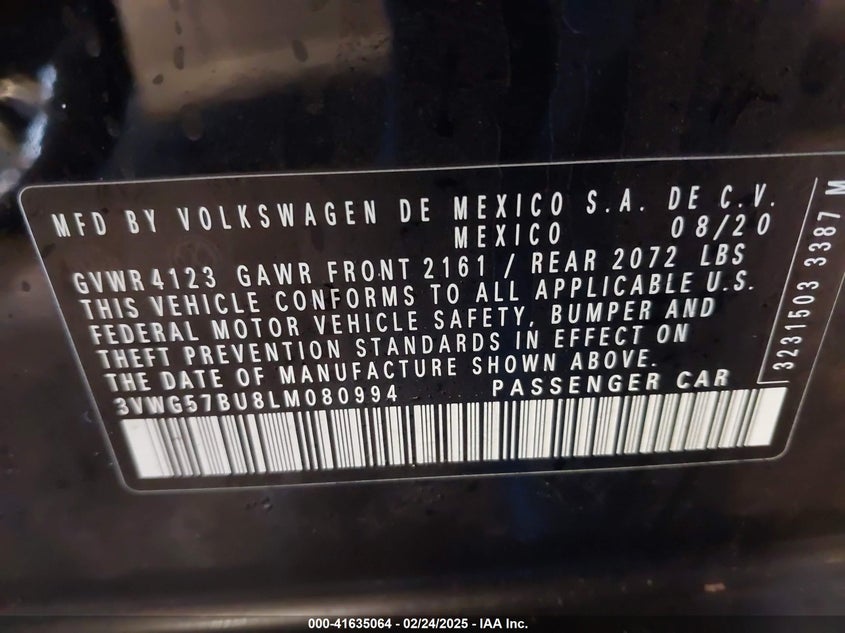 MFD BY VOLKSWAGEN DE MEXICO S.A. DE C.V.
MEXICO 08/20
GVWR 4123 GAWR FRONT 2161 / REAR 2072 LBS
THIS VEHICLE CONFORMS TO ALL APPLICABLE U.S.
FEDERAL MOTOR VEHICLE SAFETY, BUMPER AND
THEFT PREVENTION STANDARDS IN EFFECT ON
THE DATE OF MANUFACTURE SHOWN ABOVE.
3VWG57BU8LM080994 PASSENGER CAR
3231503 3387 M
000-41635064 - 02/24/2025 - IAA Inc.